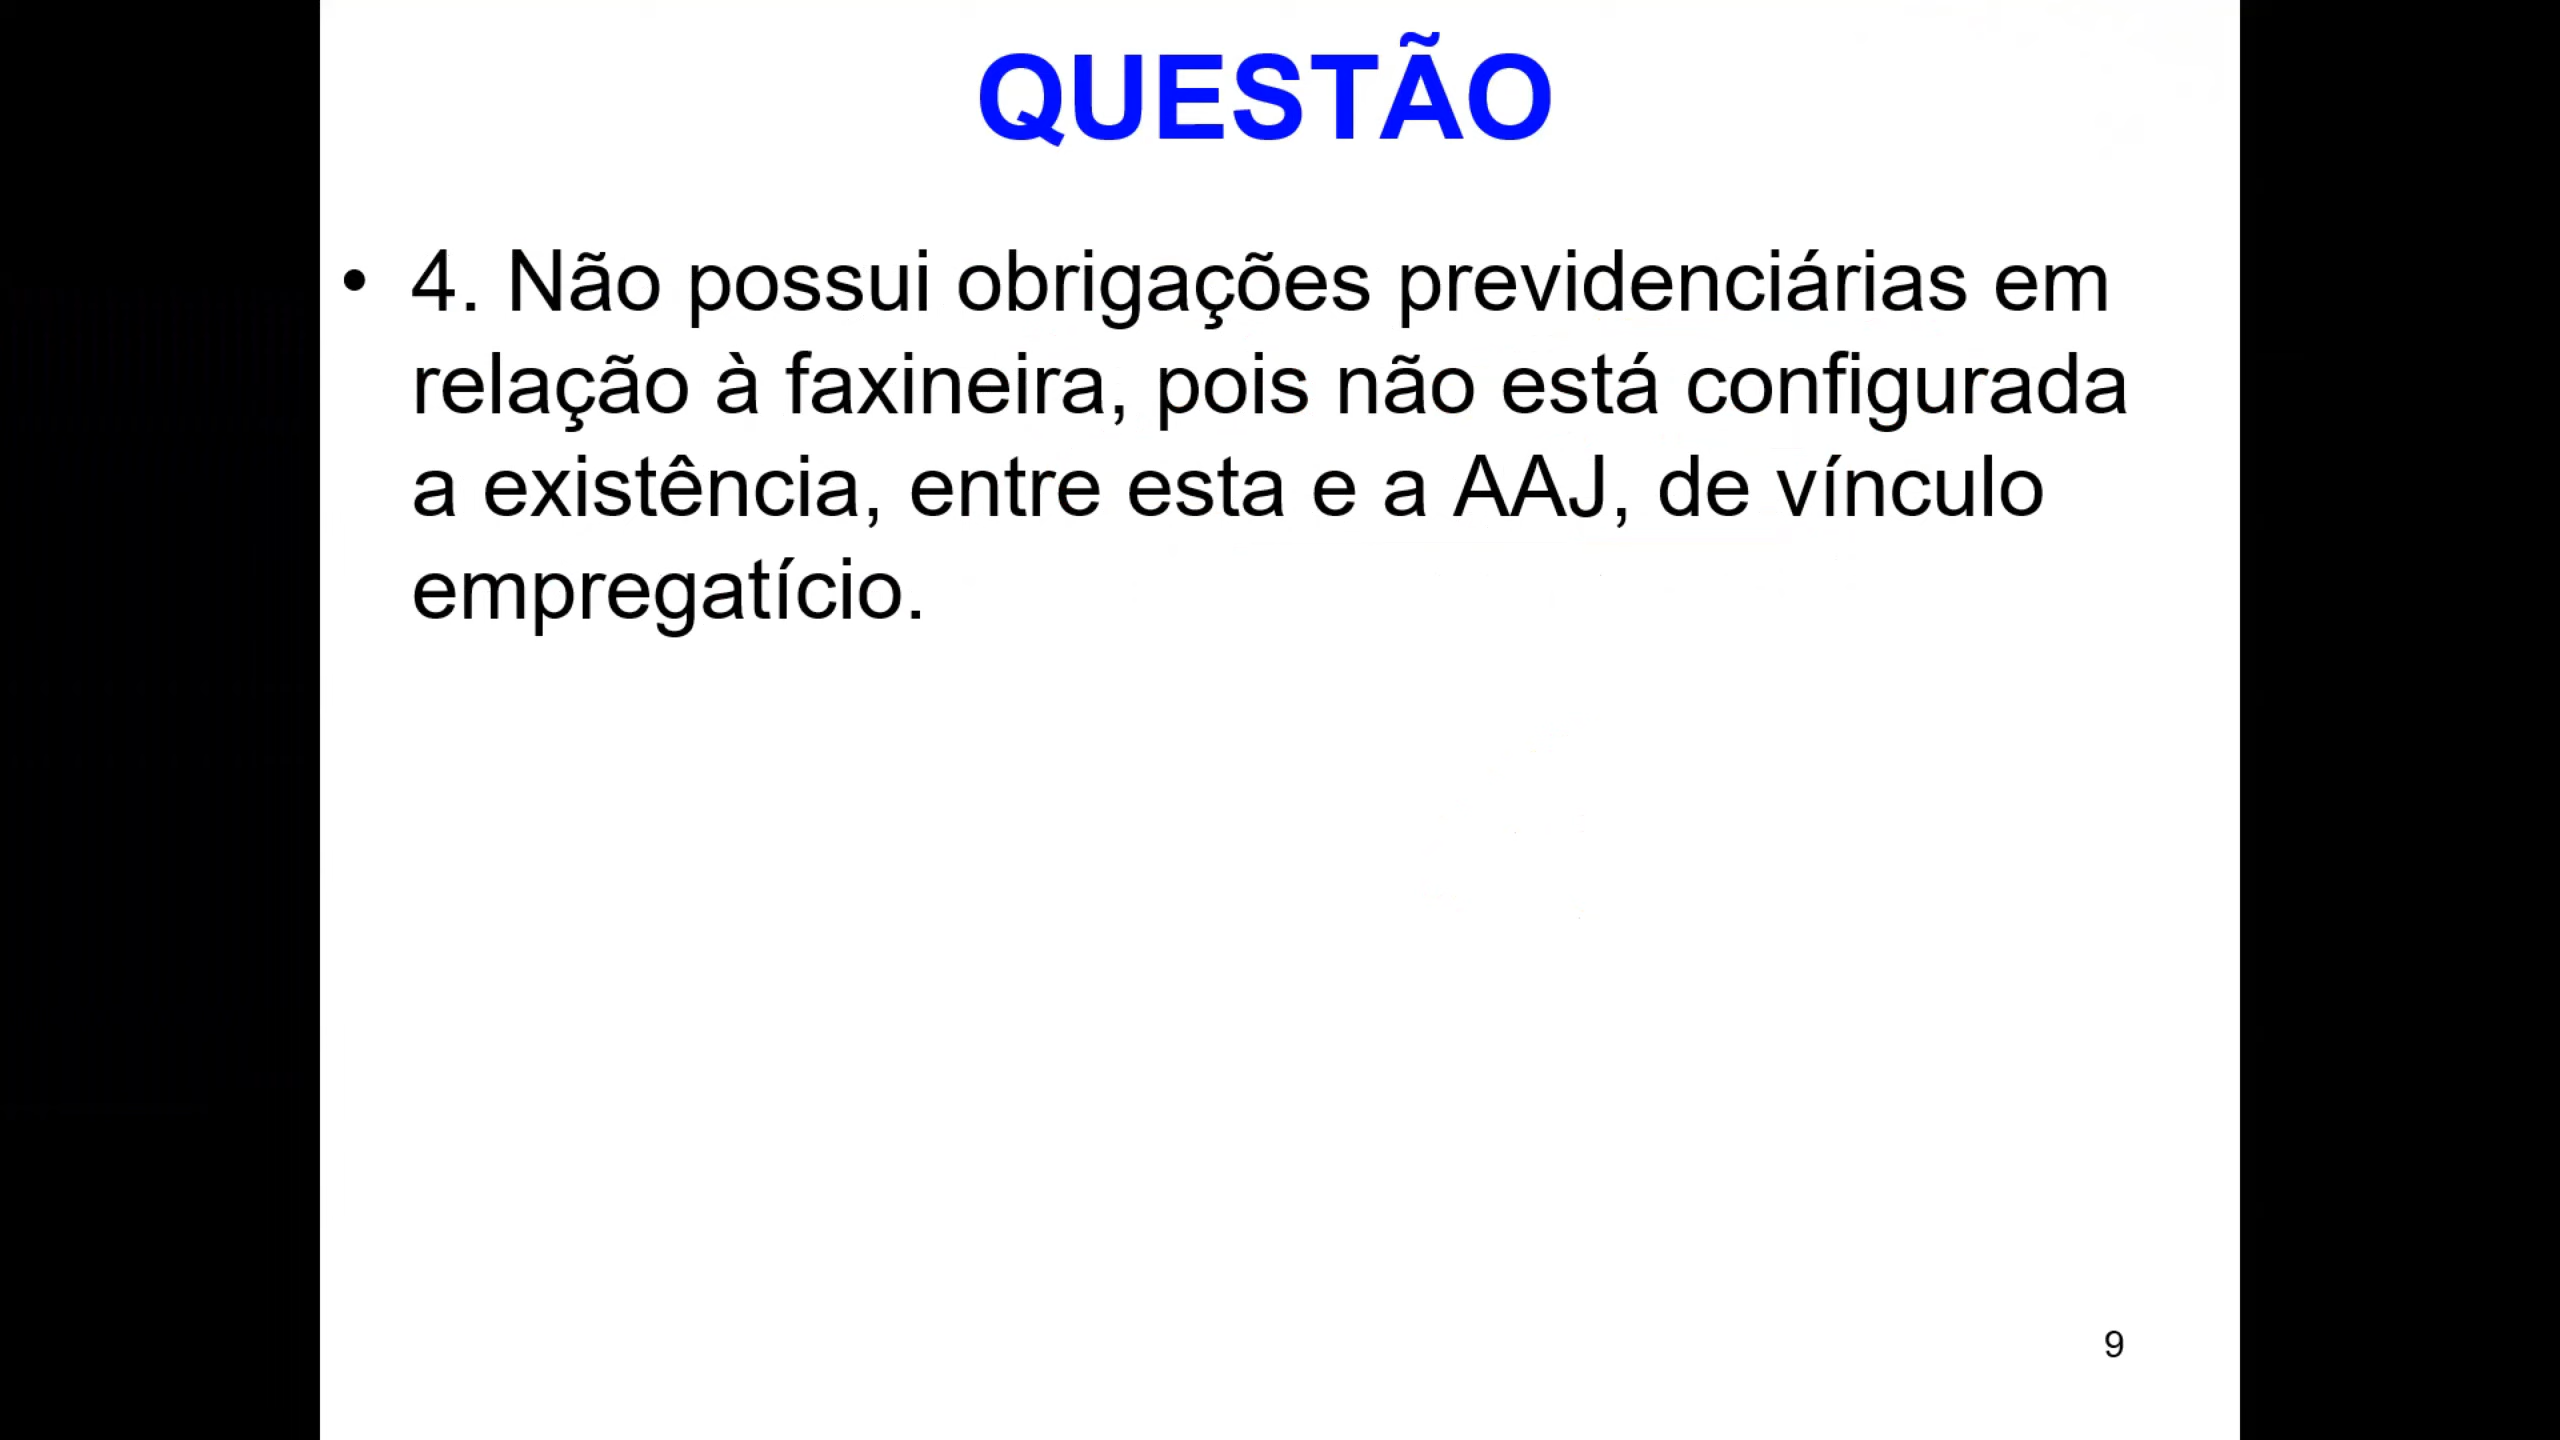 QUESTÃO
• 4. Não possui obrigações previdenciárias em
relação à faxineira, pois não está configurada
a existência, entre esta e a AAJ, de vínculo
empregatício.
9